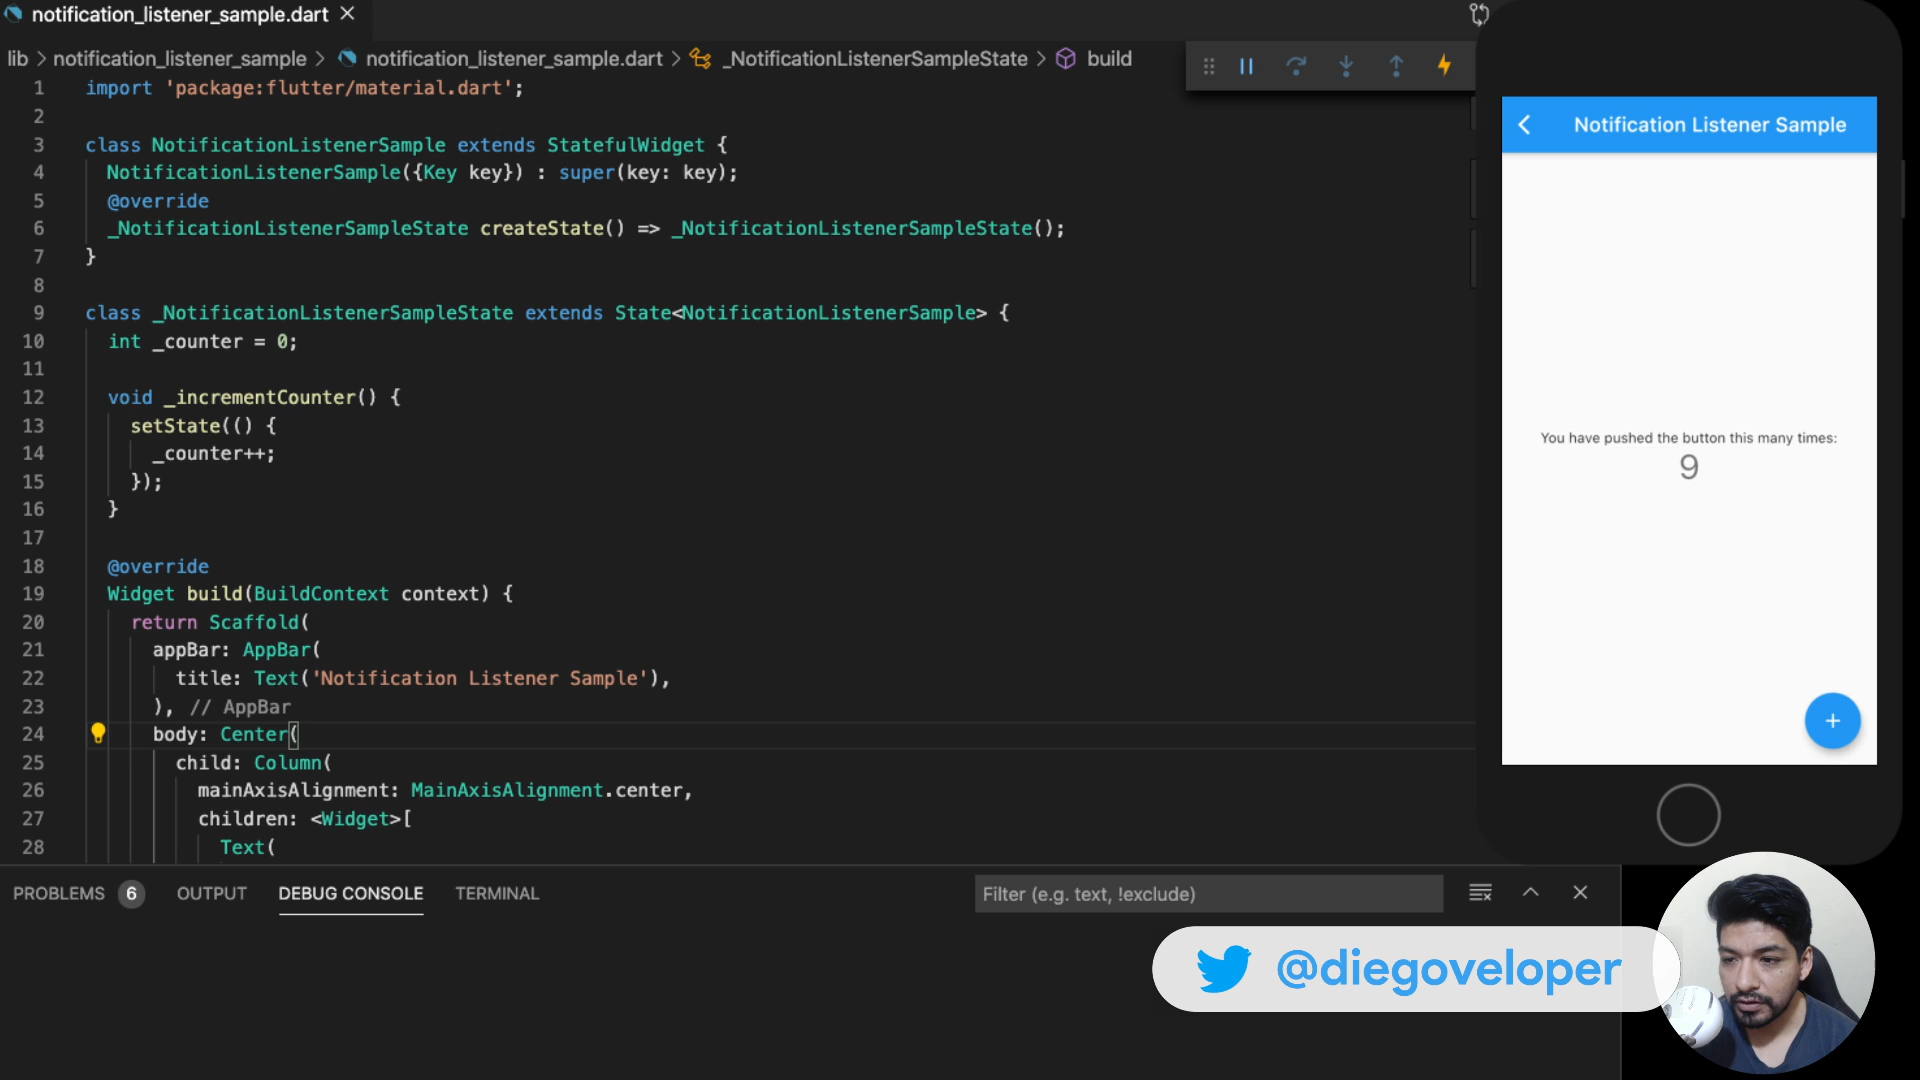 notification_listener_sample.dart
lib > notification_listener_sample > notification_listener_sample.dart > _NotificationListenerSampleState > build
1 import 'package:flutter/material.dart';
2
3 class NotificationListenerSample extends StatefulWidget {
4 NotificationListenerSample({Key key}) : super(key: key);
5 @override
6 _NotificationListenerSampleState createState() => _NotificationListenerSampleState();
7 }
8
9 class _NotificationListenerSampleState extends State<NotificationListenerSample> {
10 int _counter = 0;
11
12 void _incrementCounter() {
13 setState(() {
14 _counter++;
15 });
16 }
17
18 @override
19 Widget build(BuildContext context) {
20 return Scaffold(
21 appBar: AppBar(
22 title: Text('Notification Listener Sample'),
23 ), // AppBar
24 body: Center(
25 child: Column(
26 mainAxisAlignment: MainAxisAlignment.center,
27 children: <Widget>[
28 Text(
Notification Listener Sample
You have pushed the button this many times:
9
+
PROBLEMS 6 OUTPUT DEBUG CONSOLE TERMINAL
Filter (e.g. text, !exclude)
@diegoveloper